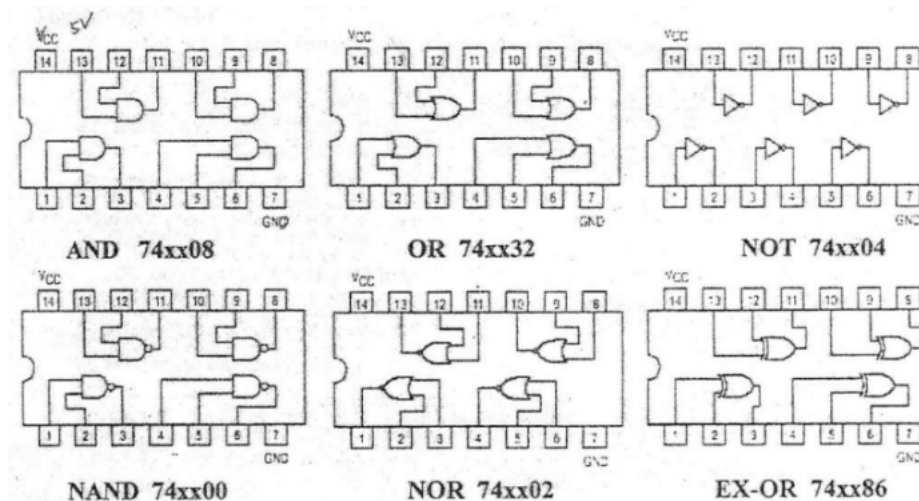 VCC 5V
14 13 12 11 10 9 8
1 2 3 4 5 6 7
GND
AND 74xx08
VCC
14 13 12 11 10 9 8
1 2 3 4 5 6 7
GND
OR 74xx32
VCC
14 13 12 11 10 9 8
1 2 3 4 5 6 7
GND
NOT 74xx04
VCC
14 13 12 11 10 9 8
1 2 3 4 5 6 7
GND
NAND 74xx00
VCC
14 13 12 11 10 9 8
1 2 3 4 5 6 7
GND
NOR 74xx02
VCC
14 13 12 11 10 9 8
1 2 3 4 5 6 7
GND
EX-OR 74xx86